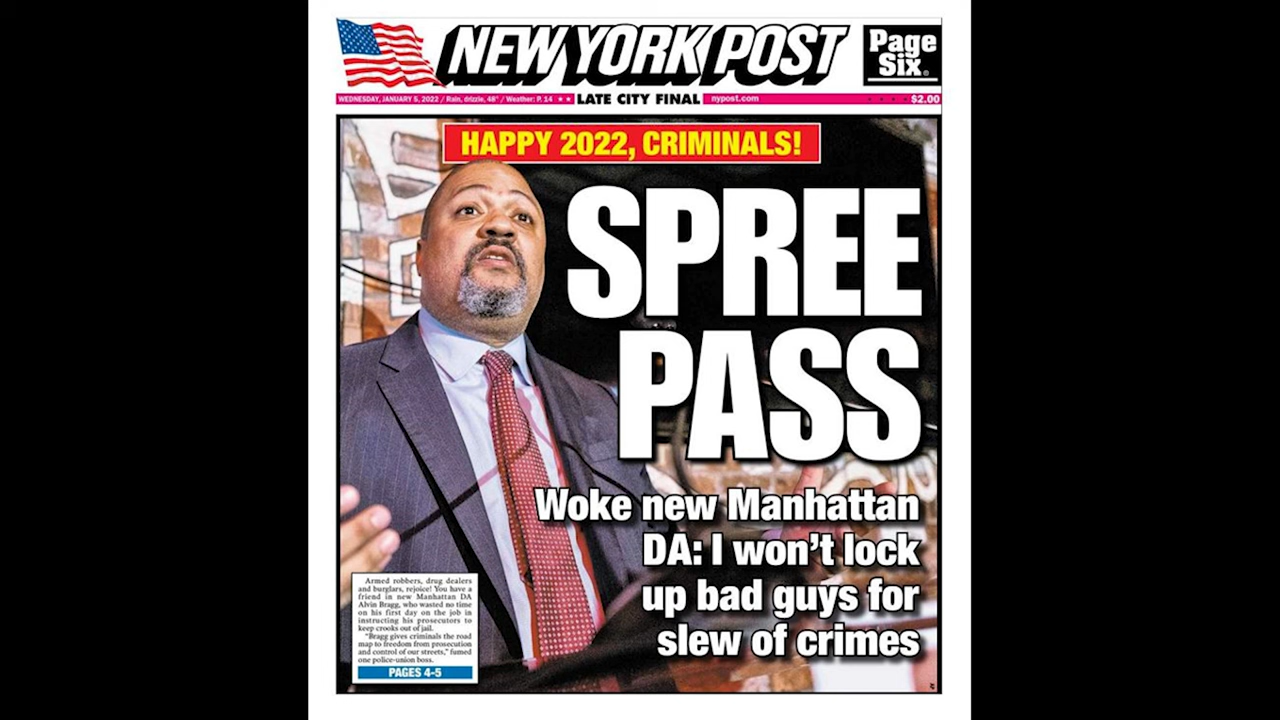 NEW YORK POST
Page
Six®
WEDNESDAY, JANUARY 5, 2022 / Rain, drizzle, 48° / Weather: P. 14 ★★ LATE CITY FINAL nypost.com $2.00
HAPPY 2022, CRIMINALS!
SPREE
PASS
Woke new Manhattan
DA: I won't lock
up bad guys for
slew of crimes
Armed robbers, drug dealers
and burglars, rejoice! You have a
friend in new Manhattan DA
Alvin Bragg, who wasted no time
on his first day on the job in
instructing his prosecutors to
keep crooks out of jail.
"Bragg gives criminals the road
map to freedom from prosecution
and control of our streets," fumed
one police-union boss.
PAGES 4-5